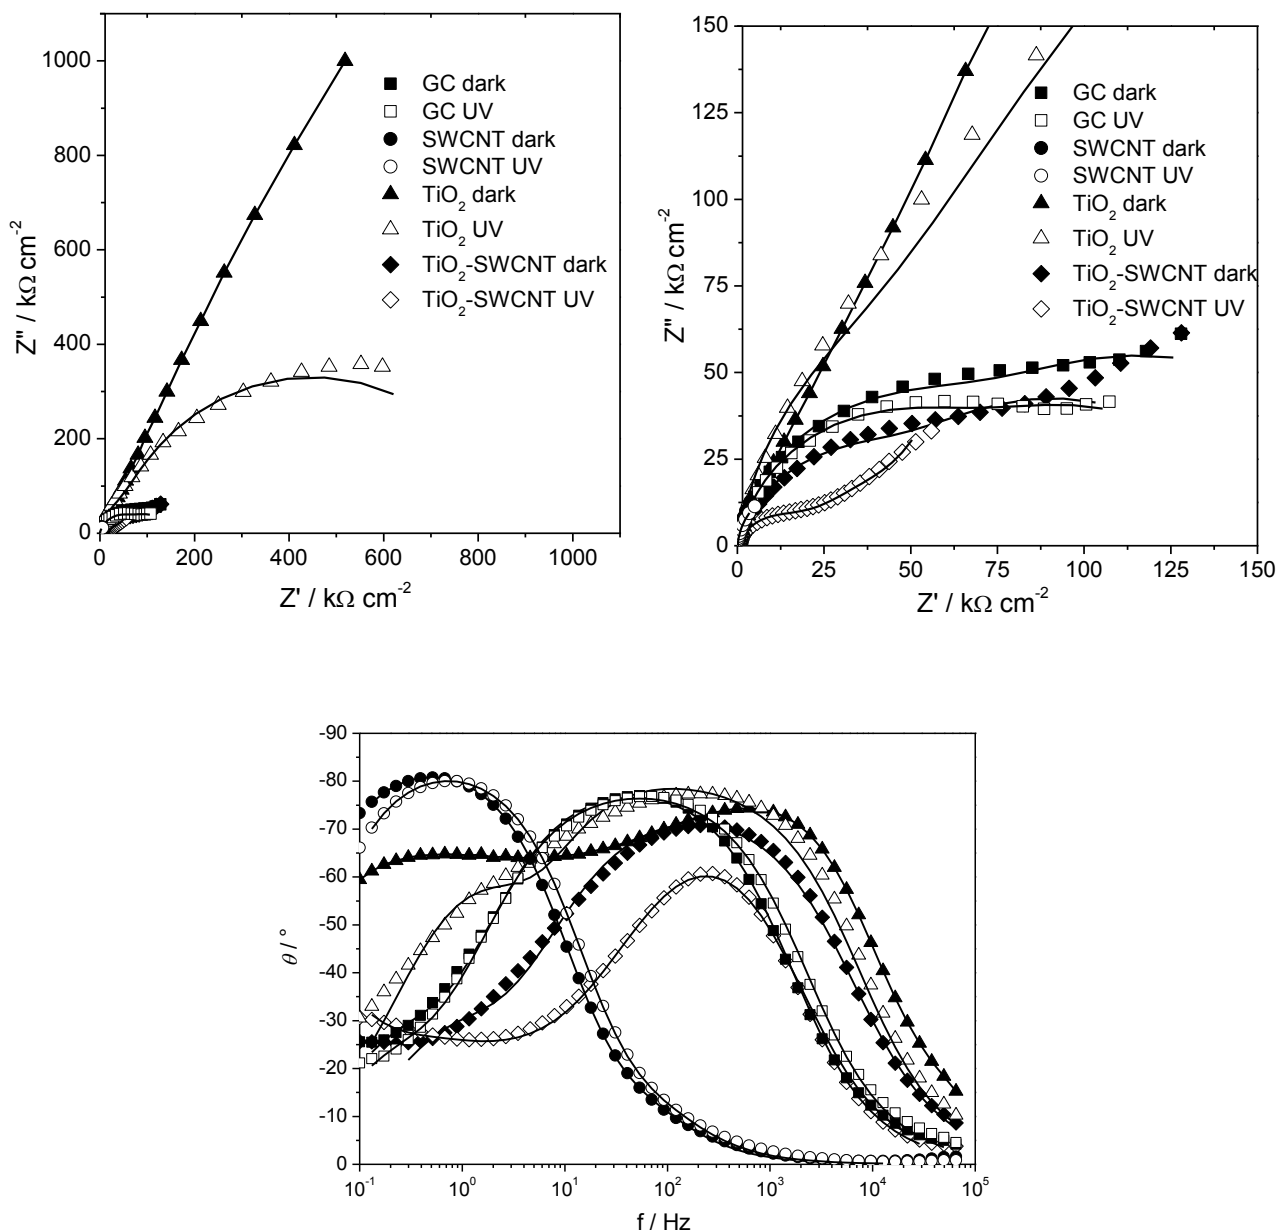 1000
800
600
400
200
0
Z'' / kΩ cm⁻²
GC dark
GC UV
SWCNT dark
SWCNT UV
TiO₂ dark
TiO₂ UV
TiO₂-SWCNT dark
TiO₂-SWCNT UV
0 200 400 600 800 1000
Z' / kΩ cm⁻²
150
125
100
75
50
25
0
Z'' / kΩ cm⁻²
GC dark
GC UV
SWCNT dark
SWCNT UV
TiO₂ dark
TiO₂ UV
TiO₂-SWCNT dark
TiO₂-SWCNT UV
0 25 50 75 100 125 150
Z' / kΩ cm⁻²
-90
-80
-70
-60
-50
-40
-30
-20
-10
0
θ / °
10⁻¹ 10⁰ 10¹ 10² 10³ 10⁴ 10⁵
f / Hz